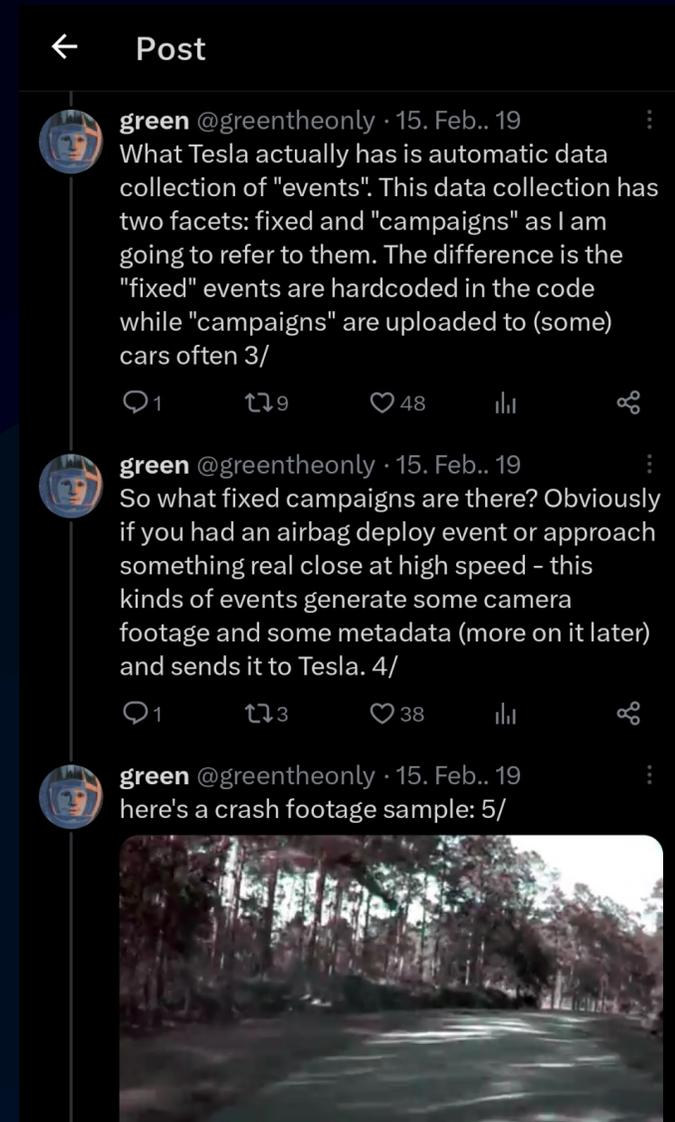 Post
green @greentheonly · 15. Feb.. 19
What Tesla actually has is automatic data
collection of "events". This data collection has
two facets: fixed and "campaigns" as I am
going to refer to them. The difference is the
"fixed" events are hardcoded in the code
while "campaigns" are uploaded to (some)
cars often 3/
1 9 48
green @greentheonly · 15. Feb.. 19
So what fixed campaigns are there? Obviously
if you had an airbag deploy event or approach
something real close at high speed - this
kinds of events generate some camera
footage and some metadata (more on it later)
and sends it to Tesla. 4/
1 3 38
green @greentheonly · 15. Feb.. 19
here's a crash footage sample: 5/